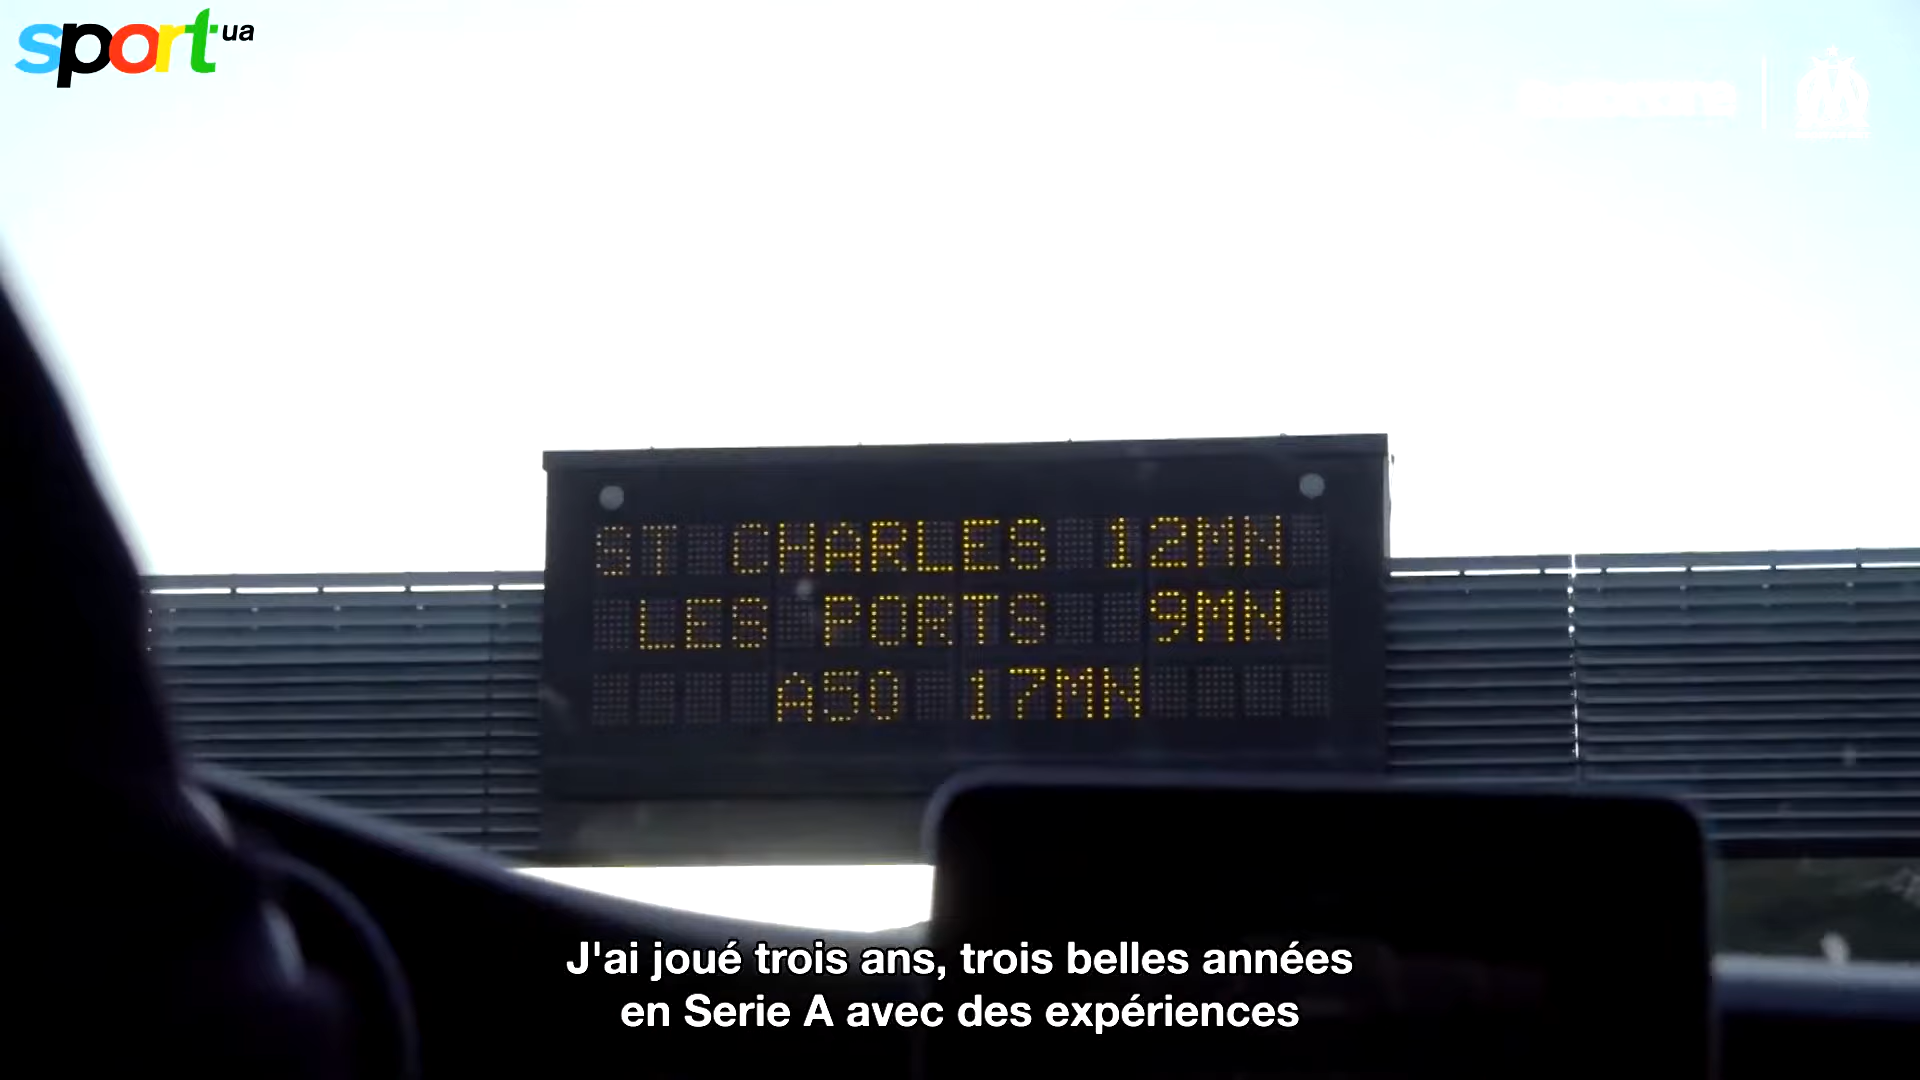 sport ua
ST CHARLES 12MN
LES PORTS 9MN
A50 17MN
J'ai joué trois ans, trois belles années
en Serie A avec des expériences